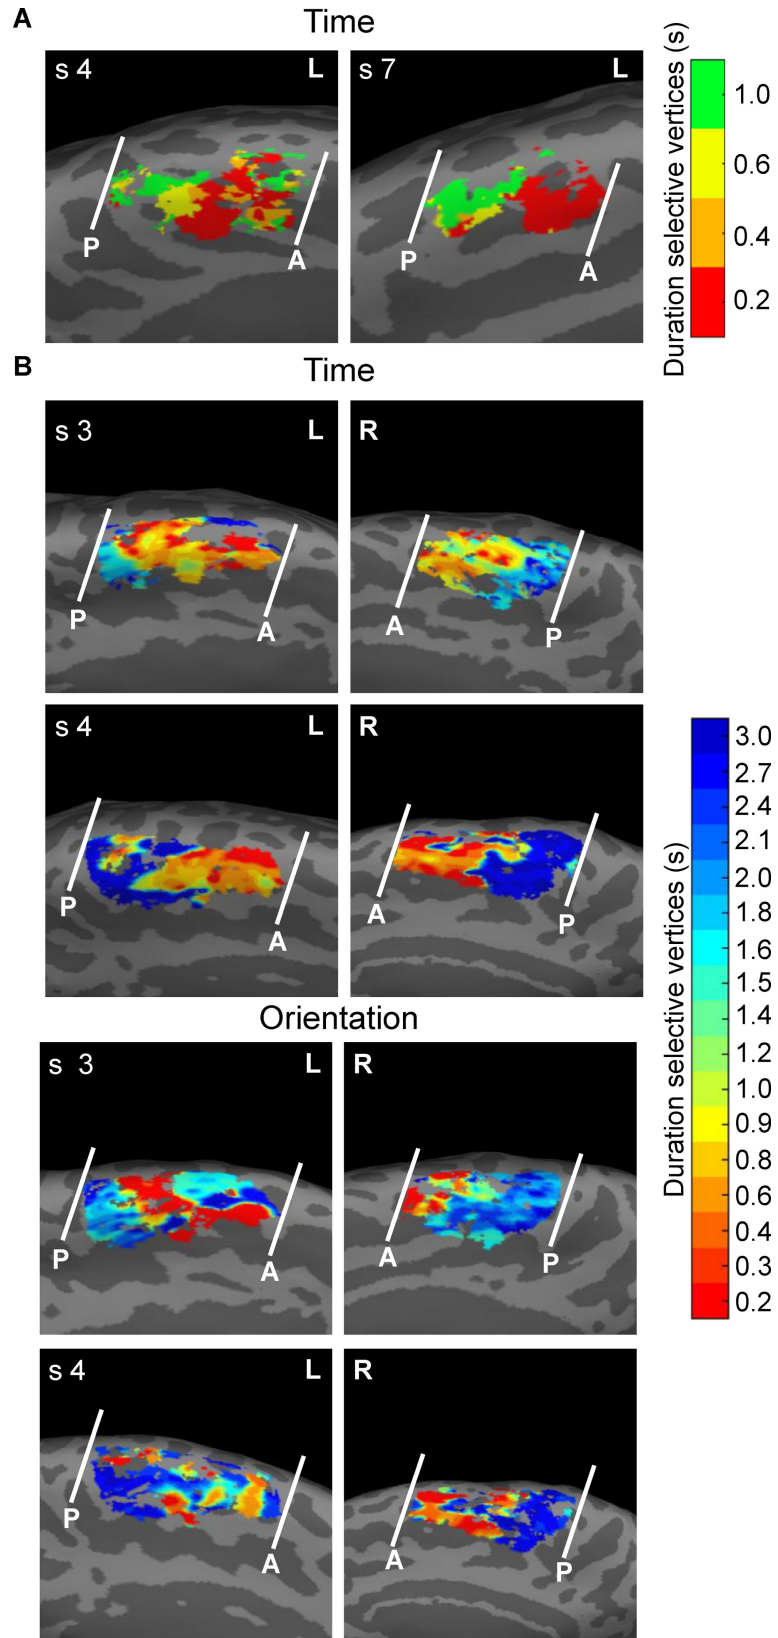 A
Time
s 4 L
s 7 L
P
A
P
A
Duration selective vertices (s)
1.0
0.6
0.4
0.2
B
Time
s 3 L
R
P
A
A
P
s 4 L
R
P
A
A
P
Orientation
s 3 L
R
P
A
A
P
s 4 L
R
P
A
A
P
Duration selective vertices (s)
3.0
2.7
2.4
2.1
2.0
1.8
1.6
1.5
1.4
1.2
1.0
0.9
0.8
0.6
0.4
0.3
0.2